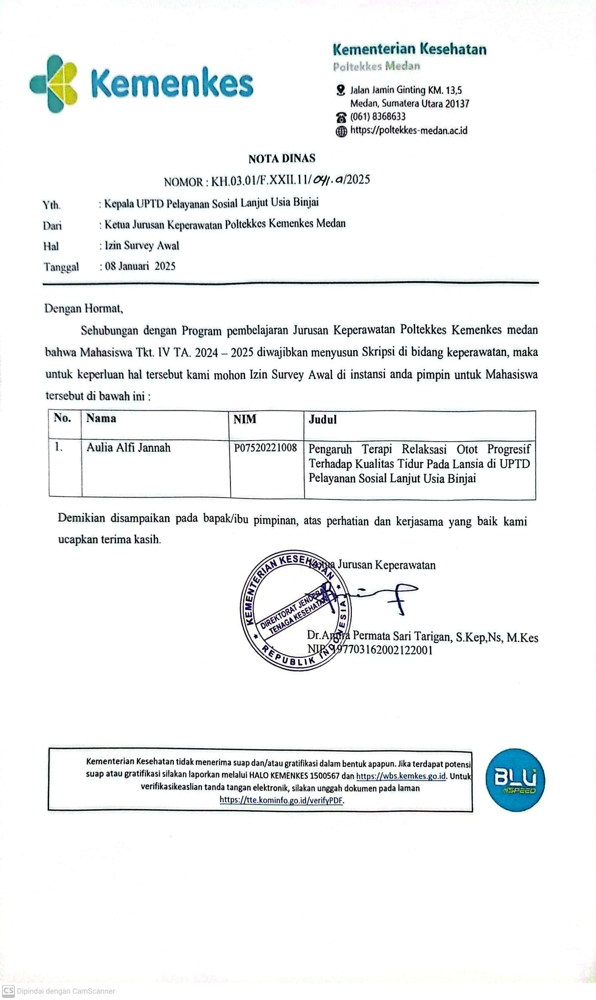 Kemenkes
Kementerian Kesehatan
Poltekkes Medan
Jalan Jamin Ginting KM. 13,5
Medan, Sumatera Utara 20137
(061) 8368633
https://poltekkes-medan.ac.id
NOTA DINAS
NOMOR : KH.03.01/F.XXII.11/041.a/2025
Yth. : Kepala UPTD Pelayanan Sosial Lanjut Usia Binjai
Dari : Ketua Jurusan Keperawatan Poltekkes Kemenkes Medan
Hal : Izin Survey Awal
Tanggal : 08 Januari 2025
Dengan Hormat,
Sehubungan dengan Program pembelajaran Jurusan Keperawatan Poltekkes Kemenkes medan
bahwa Mahasiswa Tkt. IV TA. 2024 – 2025 diwajibkan menyusun Skripsi di bidang keperawatan, maka
untuk keperluan hal tersebut kami mohon Izin Survey Awal di instansi anda pimpin untuk Mahasiswa
tersebut di bawah ini :
No. Nama NIM Judul
1. Aulia Alfi Jannah P07520221008 Pengaruh Terapi Relaksasi Otot Progresif
Terhadap Kualitas Tidur Pada Lansia di UPTD
Pelayanan Sosial Lanjut Usia Binjai
Demikian disampaikan pada bapak/ibu pimpinan, atas perhatian dan kerjasama yang baik kami
ucapkan terima kasih.
Ketua Jurusan Keperawatan
KEMENTERIAN KESEHATAN
DIREKTORAT JENDERAL
TENAGA KESEHATAN
REPUBLIK INDONESIA
Dr.Amira Permata Sari Tarigan, S.Kep,Ns, M.Kes
NIP. 197703162002122001
Kementerian Kesehatan tidak menerima suap dan/atau gratifikasi dalam bentuk apapun. Jika terdapat potensi
suap atau gratifikasi silakan laporkan melalui HALO KEMENKES 1500567 dan https://wbs.kemkes.go.id. Untuk
verifikasikeaslian tanda tangan elektronik, silakan unggah dokumen pada laman
https://tte.kominfo.go.id/verifyPDF.
BLU
SPEED
CS Dipindai dengan CamScanner